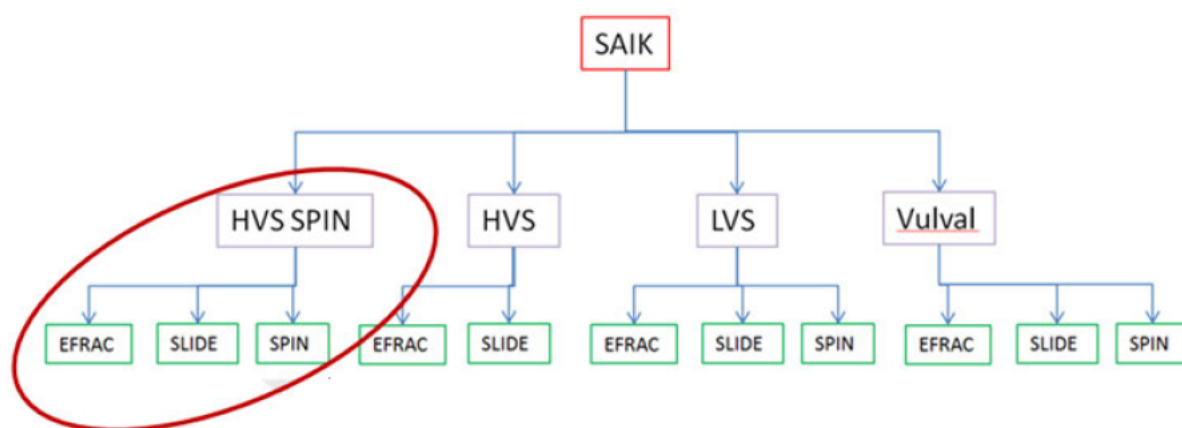 SAIK
HVS SPIN HVS LVS Vulval
EFRAC SLIDE SPIN EFRAC SLIDE EFRAC SLIDE SPIN EFRAC SLIDE SPIN